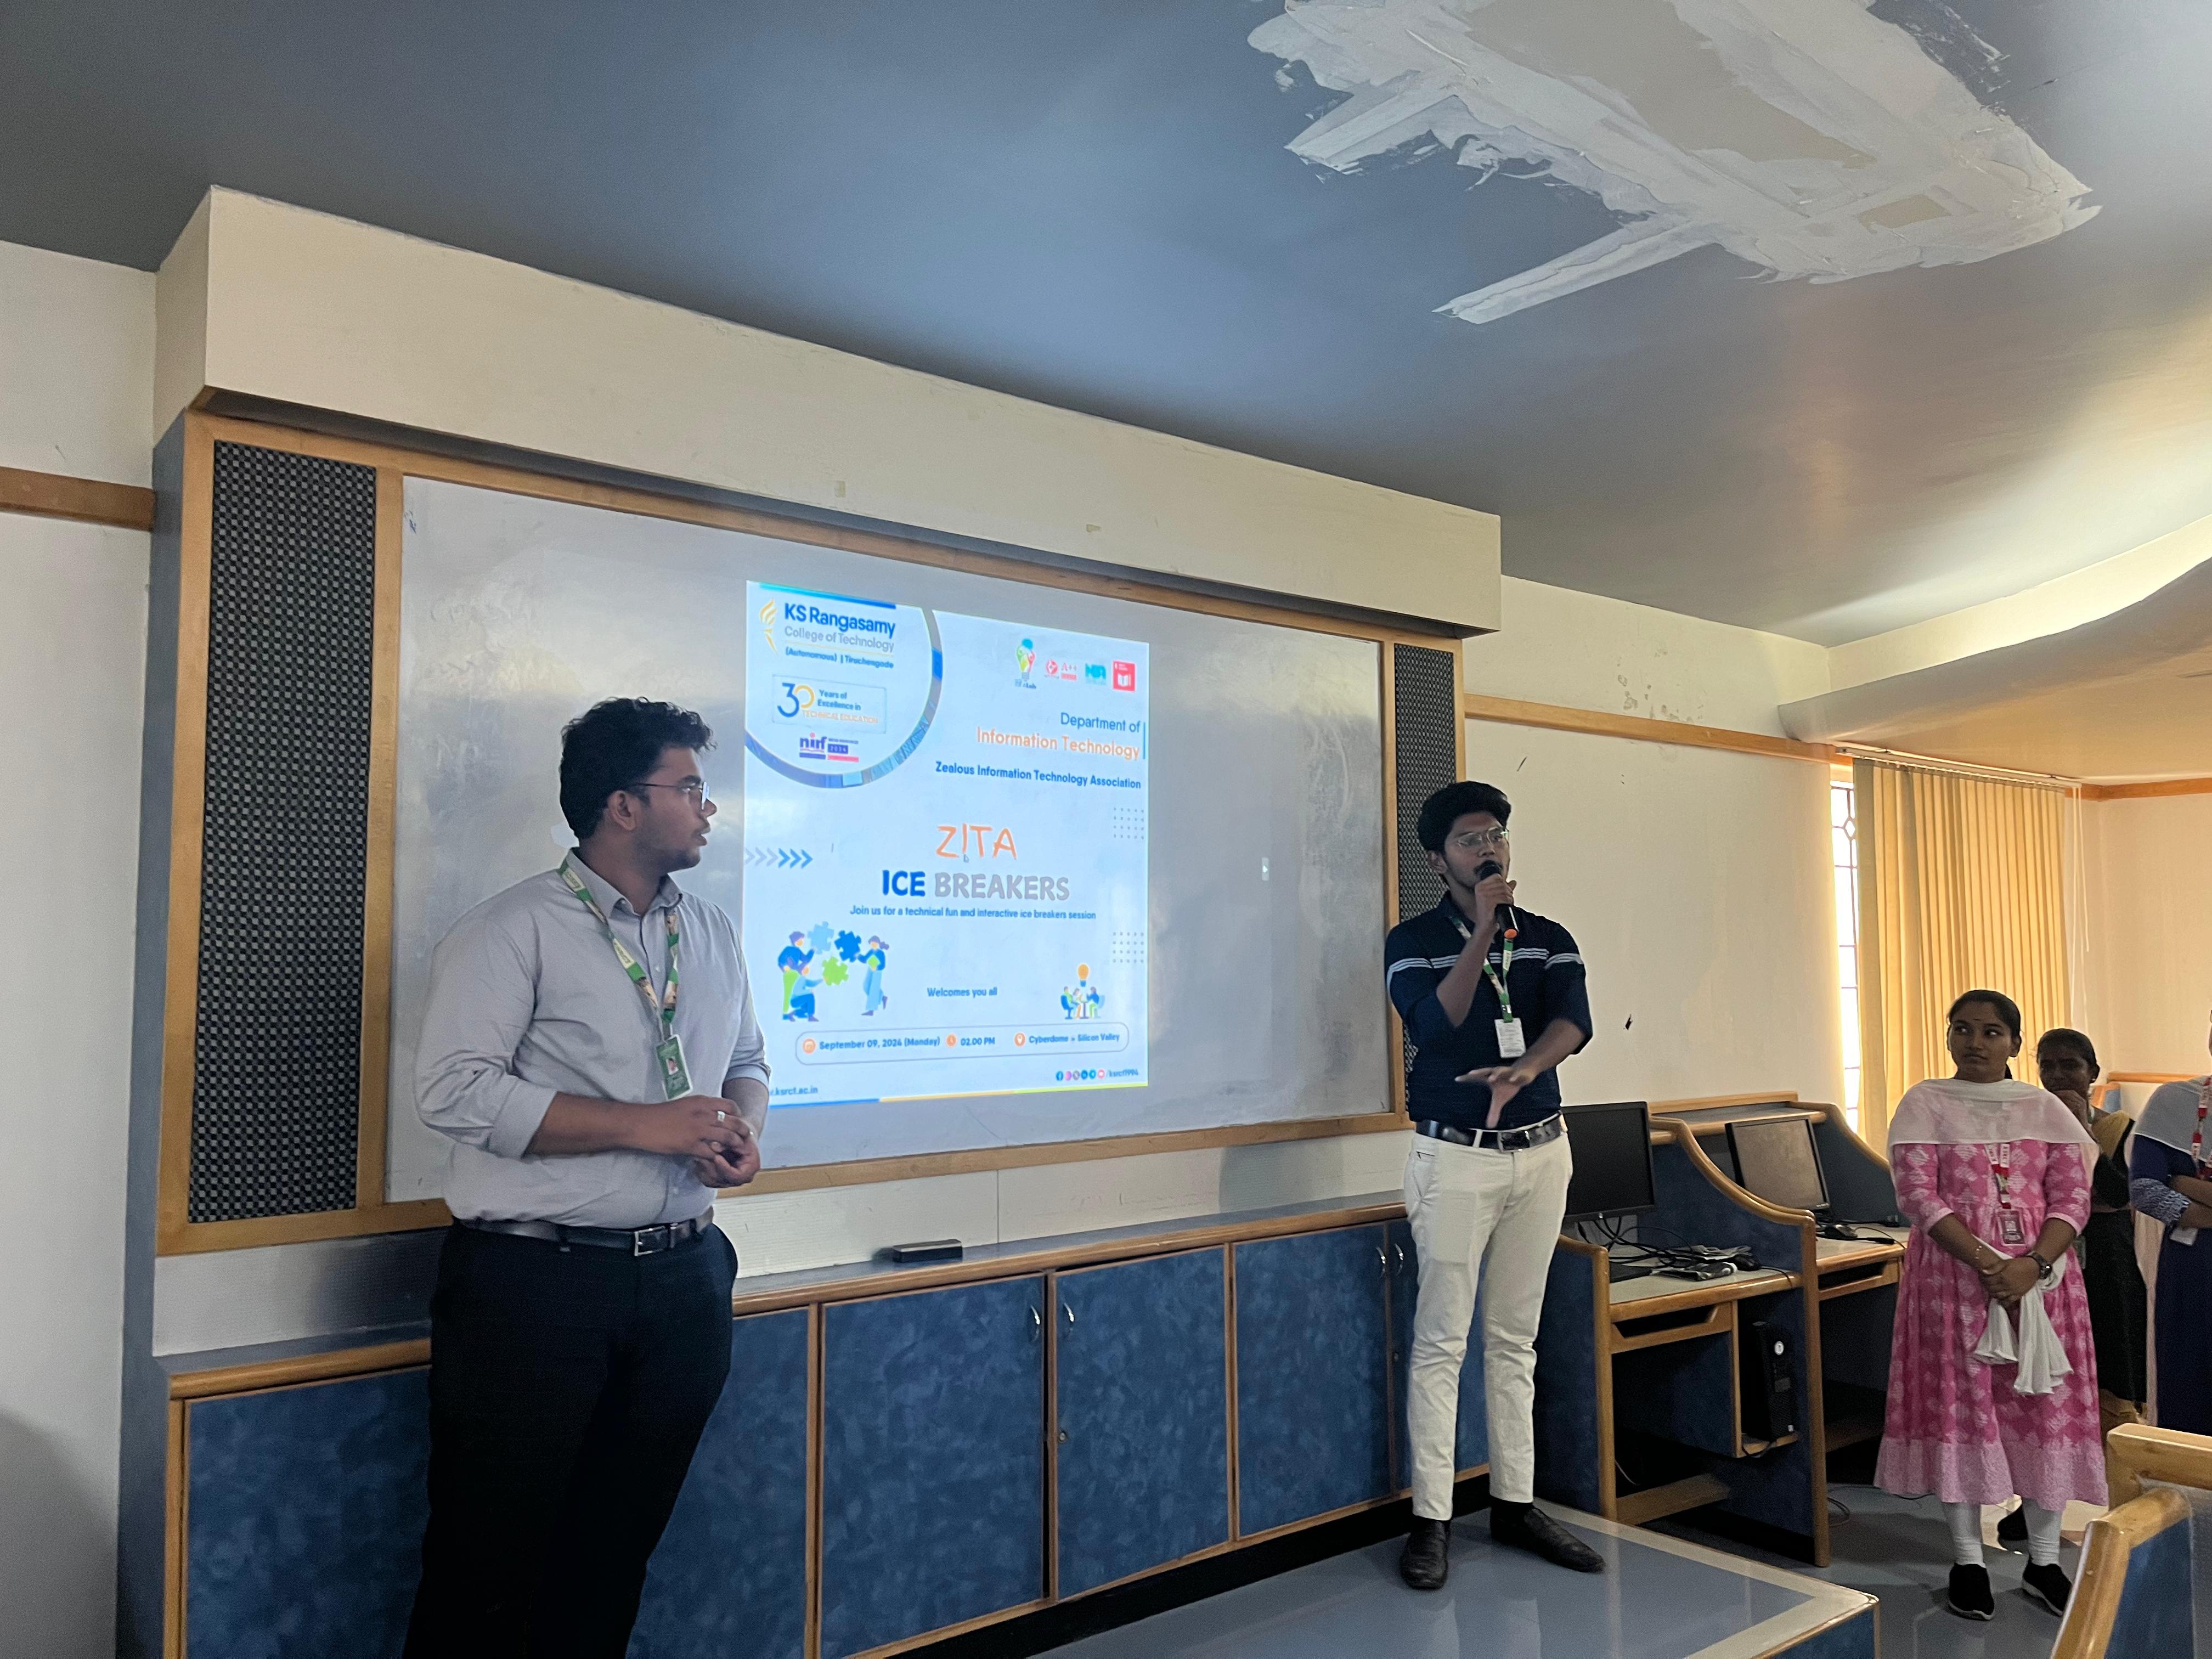 KS Rangasamy
College of Technology
(Autonomous) | Tiruchengode
30 Years of
Excellence in
TECHNICAL EDUCATION
nirf
2024
A++
Department of
Information Technology
Zealous Information Technology Association
Z!TA
ICE BREAKERS
Join us for a technical fun and interactive ice breakers session
Welcomes you all
September 09, 2024 (Monday) 02.00 PM Cyberdome - Silicon Valley
/ksrct1994
.ksrct.ac.in